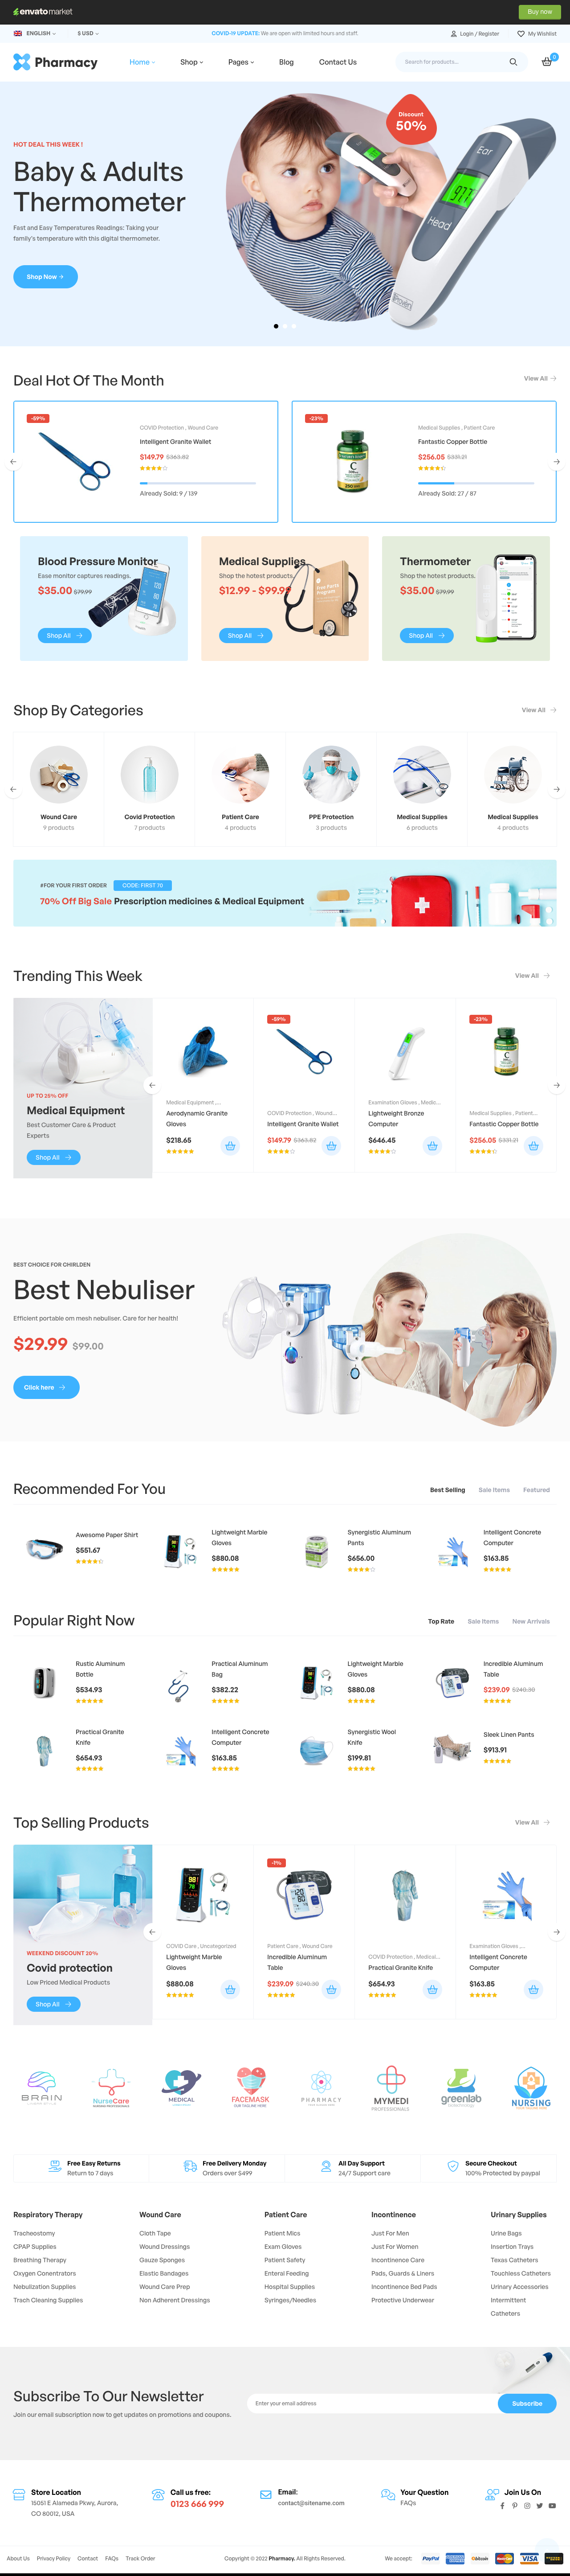 envato market
Buy now
ENGLISH
$ USD
COVID-19 UPDATE: We are open with limited hours and staff.
Login / Register
My Wishlist
Pharmacy
Home
Shop
Pages
Blog
Contact Us
Search for products...
0
HOT DEAL THIS WEEK !
Baby & Adults
Thermometer
Fast and Easy Temperatures Readings: Taking your
family's temperature with this digital thermometer.
Shop Now
Discount
50%
Ear
Head
Deal Hot Of The Month
View All
-59%
COVID Protection , Wound Care
Intelligent Granite Wallet
$149.79 $363.82
Already Sold: 9 / 139
-23%
Medical Supplies , Patient Care
Fantastic Copper Bottle
$256.05 $331.21
Already Sold: 27 / 87
Blood Pressure Monitor
Ease monitor captures readings.
$35.00 $79.99
Shop All
Medical Supplies
Shop the hotest products.
$12.99 - $99.99
Shop All
Thermometer
Shop the hotest products.
$35.00 $79.99
Shop All
Shop By Categories
View All
Wound Care
9 products
Covid Protection
7 products
Patient Care
4 products
PPE Protection
3 products
Medical Supplies
6 products
Medical Supplies
4 products
#FOR YOUR FIRST ORDER
CODE: FIRST 70
70% Off Big Sale Prescription medicines & Medical Equipment
Trending This Week
View All
UP TO 25% OFF
Medical Equipment
Best Customer Care & Product
Experts
Shop All
Medical Equipment ,...
Aerodynamic Granite
Gloves
$218.65
-59%
COVID Protection , Wound...
Intelligent Granite Wallet
$149.79 $363.82
Examination Gloves , Medic...
Lightweight Bronze
Computer
$646.45
-23%
Medical Supplies , Patient...
Fantastic Copper Bottle
$256.05 $331.21
BEST CHOICE FOR CHIRLDEN
Best Nebuliser
Efficient portable om mesh nebuliser. Care for her health!
$29.99 $99.00
Click here
Recommended For You
Best Selling
Sale Items
Featured
Awesome Paper Shirt
$551.67
Lightweight Marble
Gloves
$880.08
Synergistic Aluminum
Pants
$656.00
Intelligent Concrete
Computer
$163.85
Popular Right Now
Top Rate
Sale Items
New Arrivals
Rustic Aluminum
Bottle
$534.93
Practical Aluminum
Bag
$382.22
Lightweight Marble
Gloves
$880.08
Incredible Aluminum
Table
$239.09 $240.30
Practical Granite
Knife
$654.93
Intelligent Concrete
Computer
$163.85
Synergistic Wool
Knife
$199.81
Sleek Linen Pants
$913.91
Top Selling Products
View All
WEEKEND DISCOUNT 20%
Covid protection
Low Priced Medical Products
Shop All
COVID Care , Uncategorized
Lightweight Marble
Gloves
$880.08
-1%
Patient Care , Wound Care
Incredible Aluminum
Table
$239.09 $240.30
COVID Protection , Medical...
Practical Granite Knife
$654.93
Examination Gloves ,...
Intelligent Concrete
Computer
$163.85
BRAIN
NurseCare
MEDICAL
FACEMASK
OUR TAGLINE HERE
PHARMACY
MYMEDI
PROFESSIONALS
greenlab
NURSING
Free Easy Returns
Return to 7 days
Free Delivery Monday
Orders over $499
All Day Support
24/7 Support care
Secure Checkout
100% Protected by paypal
Respiratory Therapy
Tracheostomy
CPAP Supplies
Breathing Therapy
Oxygen Conentrators
Nebulization Supplies
Trach Cleaning Supplies
Wound Care
Cloth Tape
Wound Dressings
Gauze Sponges
Elastic Bandages
Wound Care Prep
Non Adherent Dressings
Patient Care
Patient Mics
Exam Gloves
Patient Safety
Enteral Feeding
Hospital Supplies
Syringes/Needles
Incontinence
Just For Men
Just For Women
Incontinence Care
Pads, Guards & Liners
Incontinence Bed Pads
Protective Underwear
Urinary Supplies
Urine Bags
Insertion Trays
Texas Catheters
Touchless Catheters
Urinary Accessories
Intermittent
Catheters
Subscribe To Our Newsletter
Join our email subscription now to get updates on promotions and coupons.
Enter your email address
Subscribe
Store Location
15051 E Alameda Pkwy, Aurora,
CO 80012, USA
Call us free:
0123 666 999
Email:
contact@sitename.com
Your Question
FAQs
Join Us On
About Us
Privacy Policy
Contact
FAQs
Track Order
Copyright © 2022 Pharmacy. All Rights Reserved.
We accept:
PayPal
bitcoin
VISA